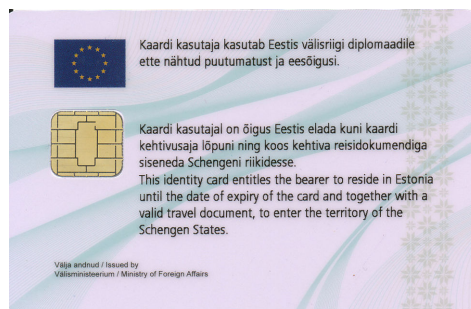 Kaardi kasutaja kasutab Eestis välisriigi diplomaadile
ette nähtud puutumatust ja eesõigusi.
Kaardi kasutajal on õigus Eestis elada kuni kaardi
kehtivusaja lõpuni ning koos kehtiva reisidokumendiga
siseneda Schengeni riikidesse.
This identity card entitles the bearer to reside in Estonia
until the date of expiry of the card and together with a
valid travel document, to enter the territory of the
Schengen States.
Välja andnud / Issued by
Välisministeerium / Ministry of Foreign Affairs